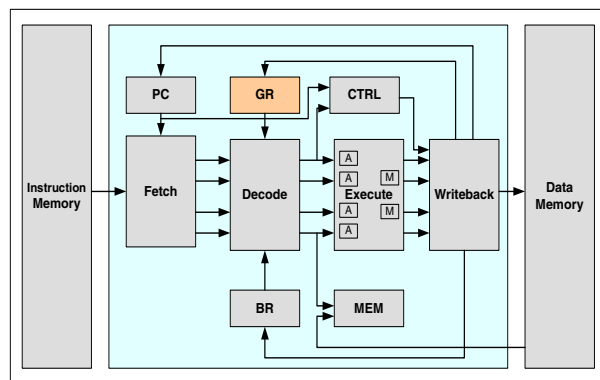 PC
GR
CTRL
Instruction
Memory
Fetch
Decode
A
A
Execute
A
A
M
M
Writeback
Data
Memory
BR
MEM